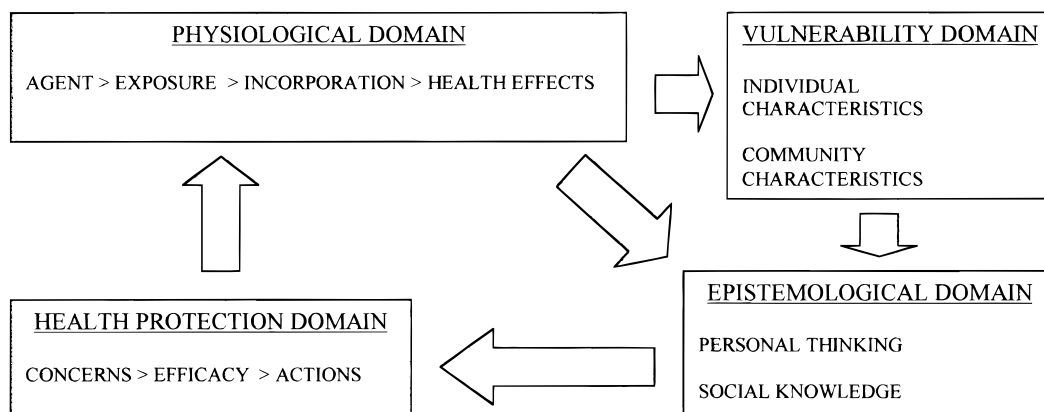 PHYSIOLOGICAL DOMAIN
AGENT > EXPOSURE > INCORPORATION > HEALTH EFFECTS
VULNERABILITY DOMAIN
INDIVIDUAL
CHARACTERISTICS
COMMUNITY
CHARACTERISTICS
EPISTEMOLOGICAL DOMAIN
PERSONAL THINKING
SOCIAL KNOWLEDGE
HEALTH PROTECTION DOMAIN
CONCERNS > EFFICACY > ACTIONS